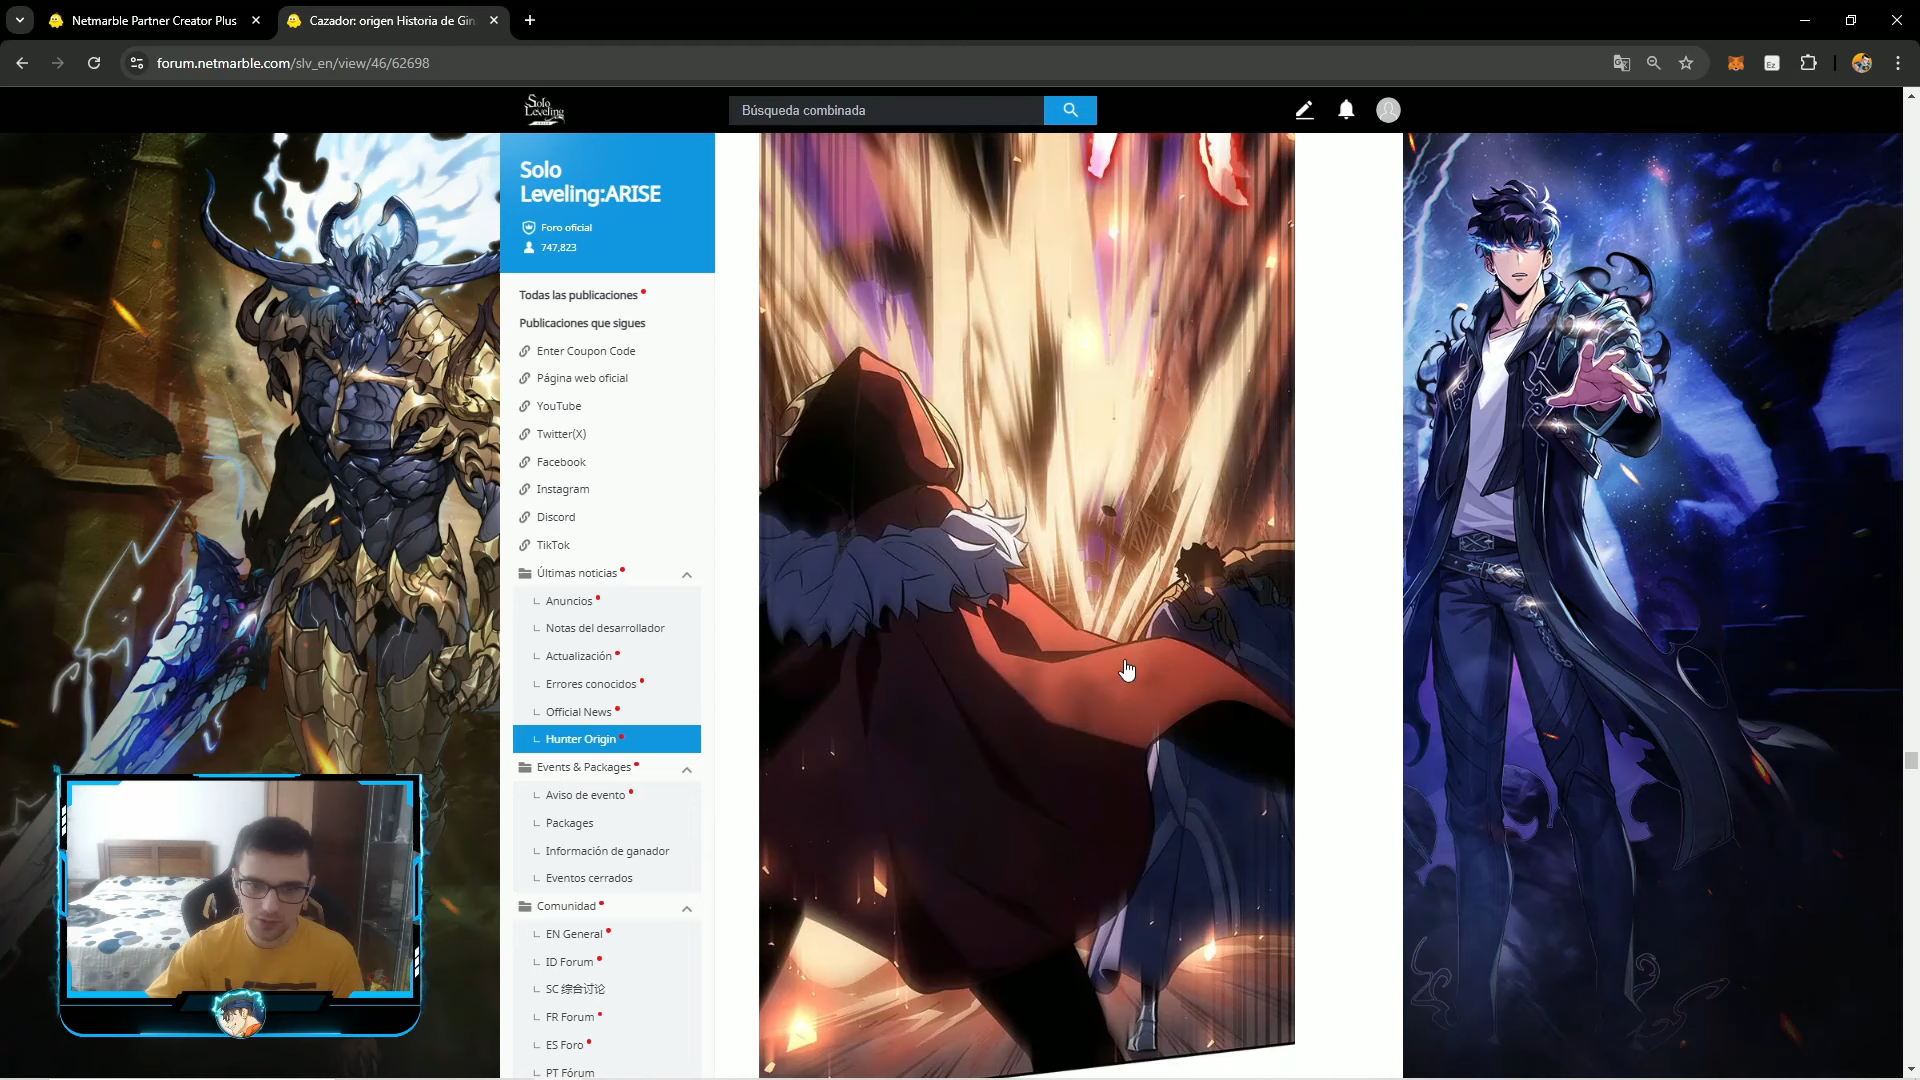 Netmarble Partner Creator Plus
Cazador: origen Historia de Gin
forum.netmarble.com/slv_en/view/46/62698
Solo Leveling
Búsqueda combinada
Solo
Leveling:ARISE
Foro oficial
747,823
Todas las publicaciones
Publicaciones que sigues
Enter Coupon Code
Página web oficial
YouTube
Twitter(X)
Facebook
Instagram
Discord
TikTok
Últimas noticias
Anuncios
Notas del desarrollador
Actualización
Errores conocidos
Official News
Hunter Origin
Events & Packages
Aviso de evento
Packages
Información de ganador
Eventos cerrados
Comunidad
EN General
ID Forum
SC 综合讨论
FR Forum
ES Foro
PT Fórum